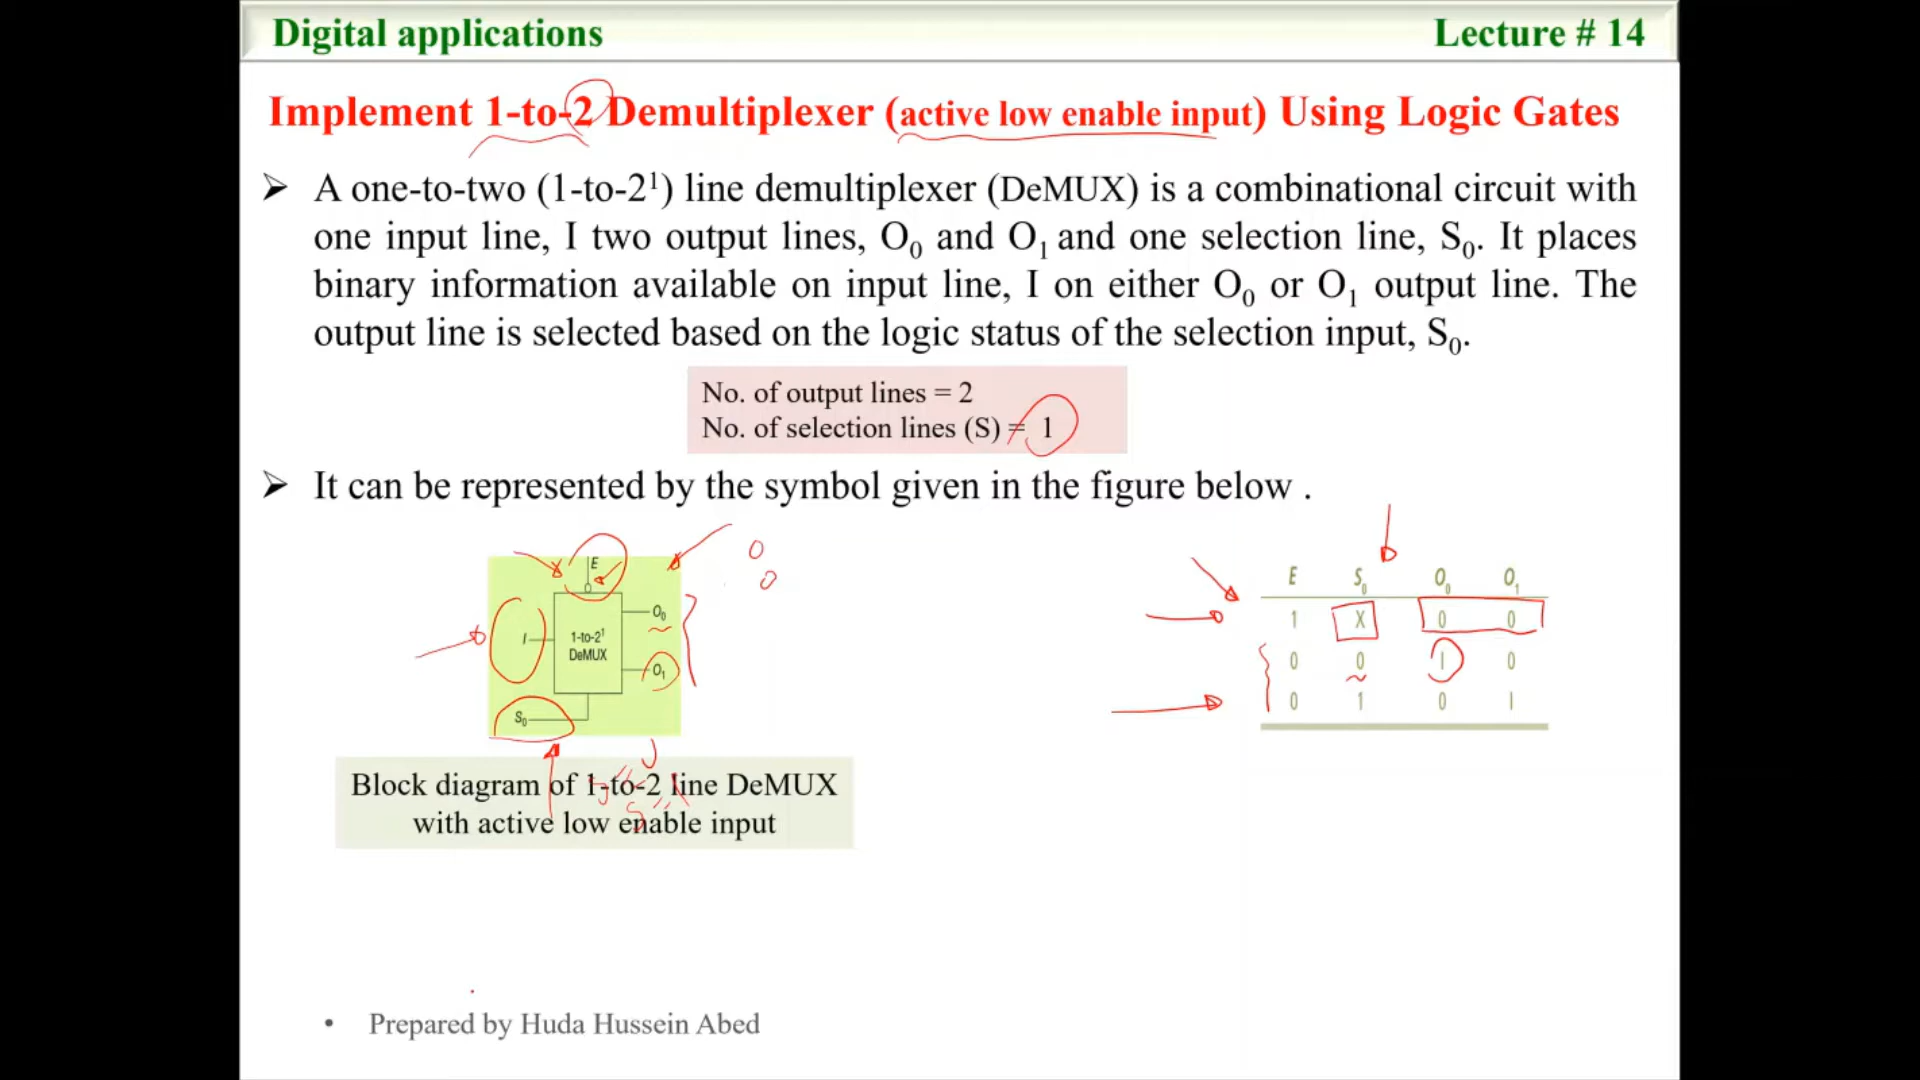 Digital applications
Lecture # 14
Implement 1-to-2 Demultiplexer (active low enable input) Using Logic Gates
➢ A one-to-two (1-to-2¹) line demultiplexer (DeMUX) is a combinational circuit with
one input line, I two output lines, O₀ and O₁ and one selection line, S₀. It places
binary information available on input line, I on either O₀ or O₁ output line. The
output line is selected based on the logic status of the selection input, S₀.
No. of output lines = 2
No. of selection lines (S) = 1
➢ It can be represented by the symbol given in the figure below .
0
0
E
O₀
I
1-to-2¹
DeMUX
O₁
S₀
E S₀ O₀ O₁
1 X 0 0
0 0 1 0
0 1 0 1
Block diagram of 1-to-2 line DeMUX
with active low enable input
• Prepared by Huda Hussein Abed